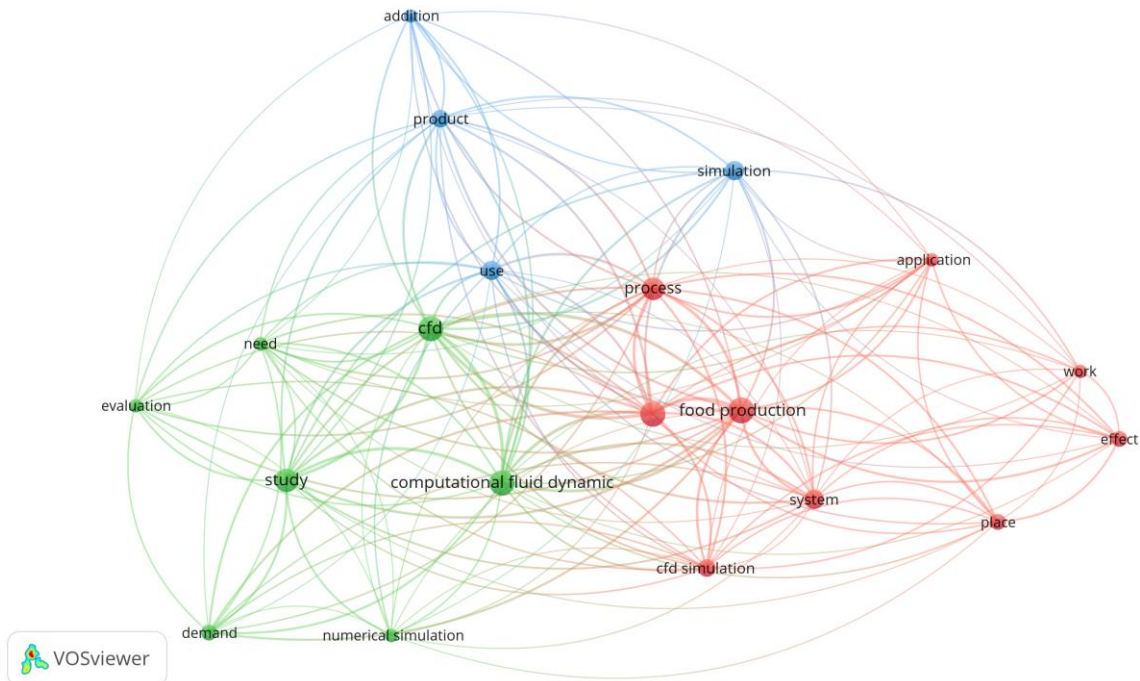 addition
product
simulation
application
use
process
cfd
need
work
evaluation
food production
effect
study
computational fluid dynamic
system
place
cfd simulation
demand
numerical simulation
VOSviewer